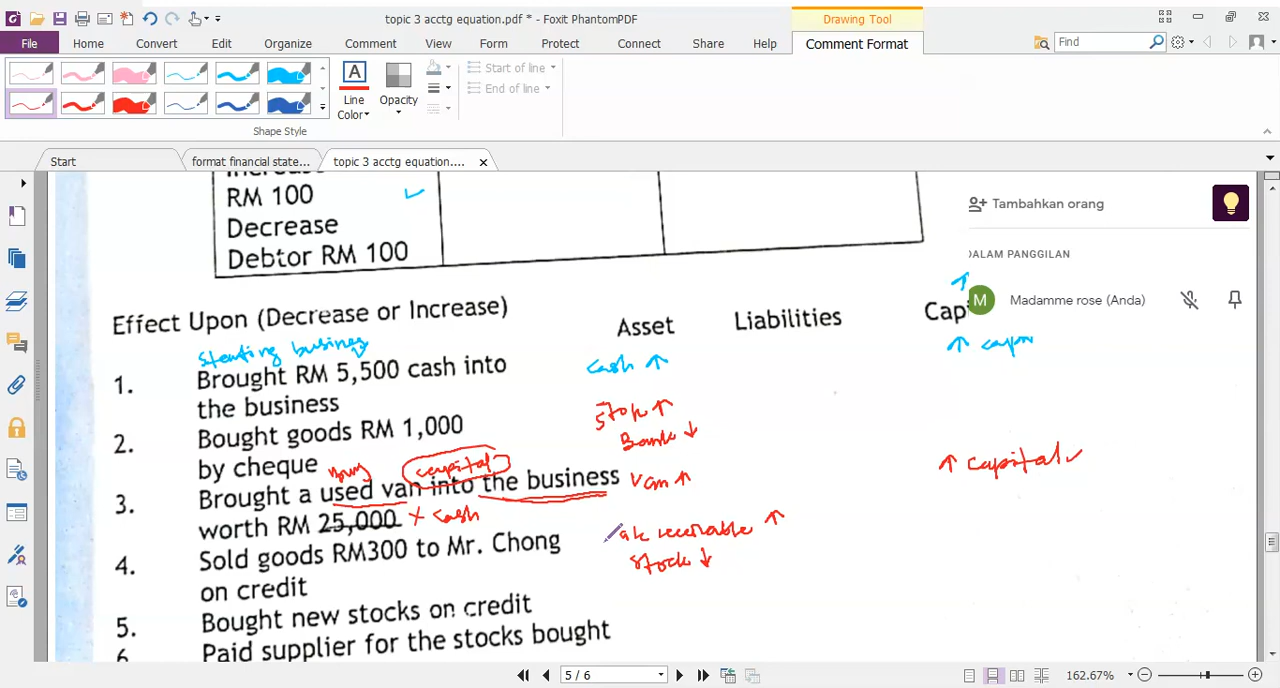 topic 3 acctg equation.pdf * - Foxit PhantomPDF
Drawing Tool
File Home Convert Edit Organize Comment View Form Protect Connect Share Help Comment Format
Find
A
Line Color
Opacity
Start of line
End of line
Shape Style
Start
format financial state...
topic 3 acctg equation....
RM 100
Decrease
Debtor RM 100
Tambahkan orang
DALAM PANGGILAN
M Madamme rose (Anda)
Effect Upon (Decrease or Increase) Asset Liabilities Cap
starting business
1. Brought RM 5,500 cash into cash ↑ ↑
the business
2. Bought goods RM 1,000 ↑
by cheque Bank ↓
capital
3. Brought a used van into the business van ↑ ↑ capital ✓
worth RM 25,000 x cash
4. Sold goods RM300 to Mr. Chong receivable ↑
on credit stock ↓
5. Bought new stocks on credit
6. Paid supplier for the stocks bought
5 / 6
162.67%